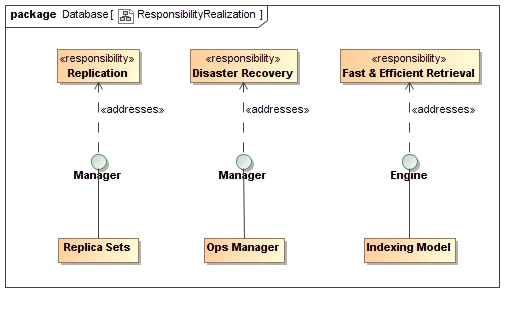 package Database [ ResponsibilityRealization ]
«responsibility» «responsibility» «responsibility»
Replication Disaster Recovery Fast & Efficient Retrieval
«addresses» «addresses» «addresses»
Manager Manager Engine
Replica Sets Ops Manager Indexing Model